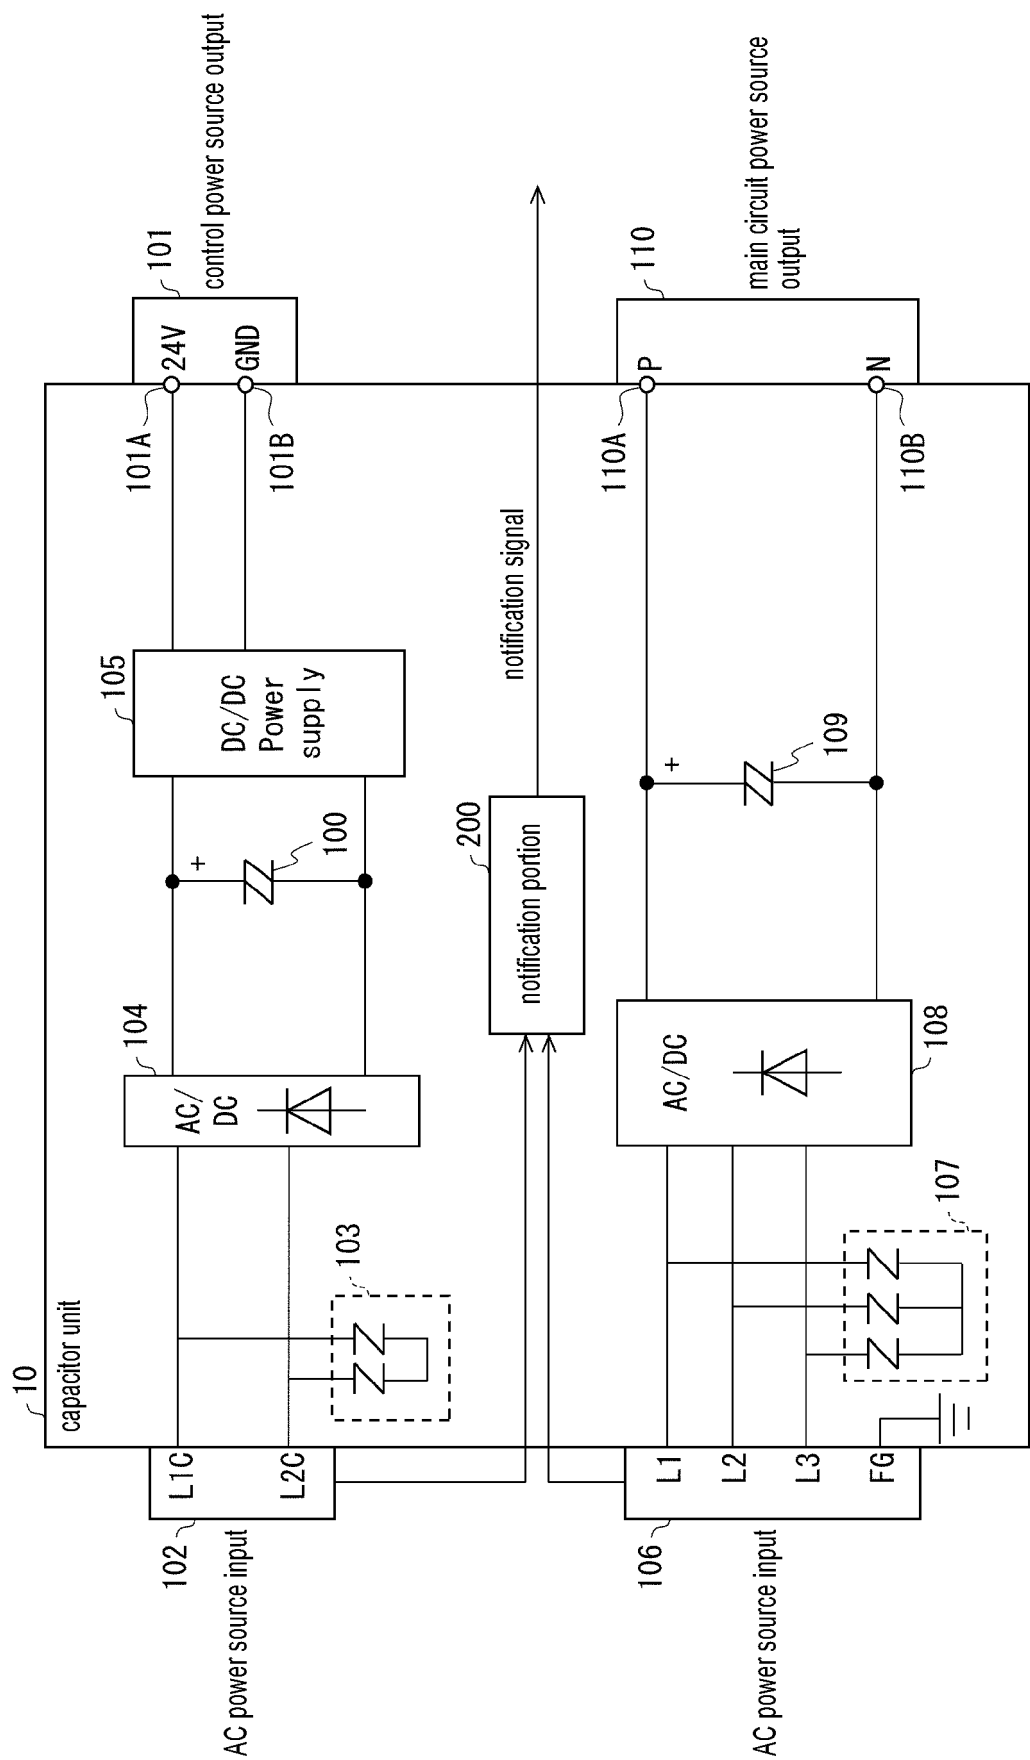 10
capacitor unit
AC power source input
102
L1C
L2C
103
104
AC/
DC
+
100
105
DC/DC
Power
supply
101A
101B
24V
GND
101
control power source output
200
notification portion
notification signal
AC power source input
106
L1
L2
L3
FG
107
AC/DC
108
+
109
110A
110B
P
N
110
main circuit power source
output